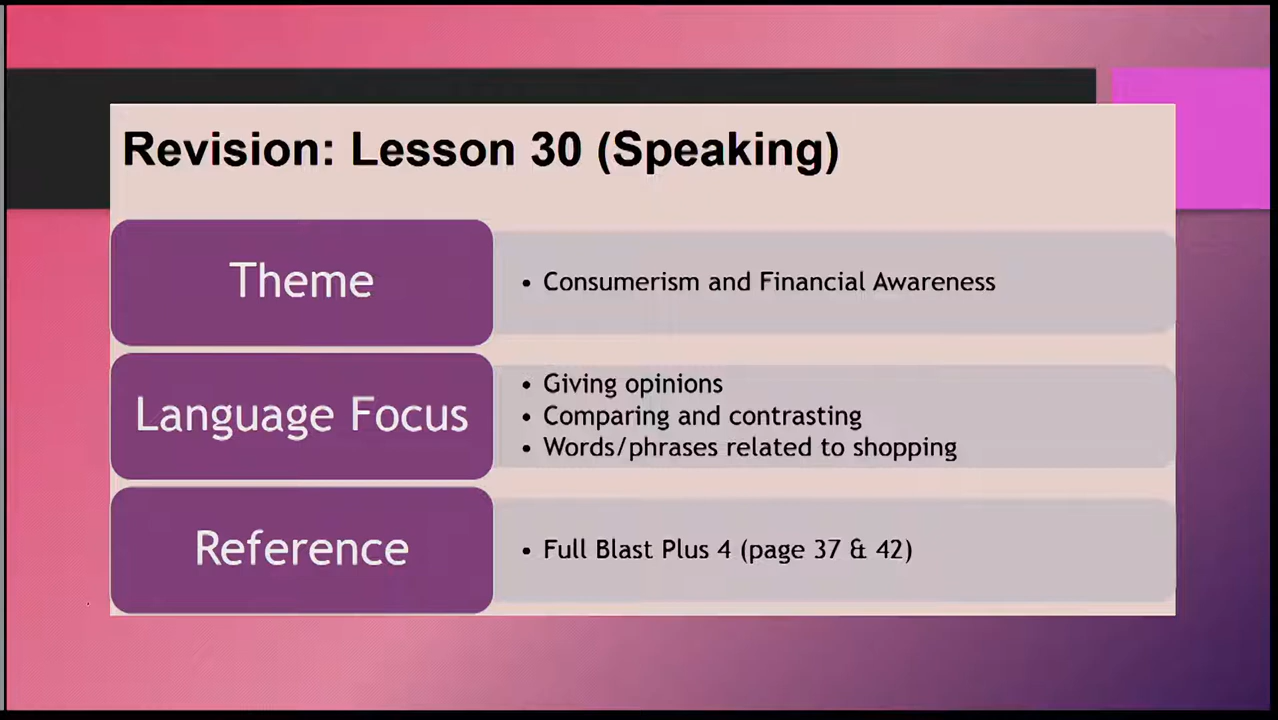 Revision: Lesson 30 (Speaking)
Theme
• Consumerism and Financial Awareness
Language Focus
• Giving opinions
• Comparing and contrasting
• Words/phrases related to shopping
Reference
• Full Blast Plus 4 (page 37 & 42)